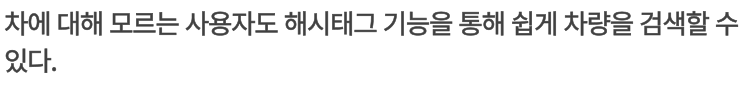 차에 대해 모르는 사용자도 해시태그 기능을 통해 쉽게 차량을 검색할 수
있다.